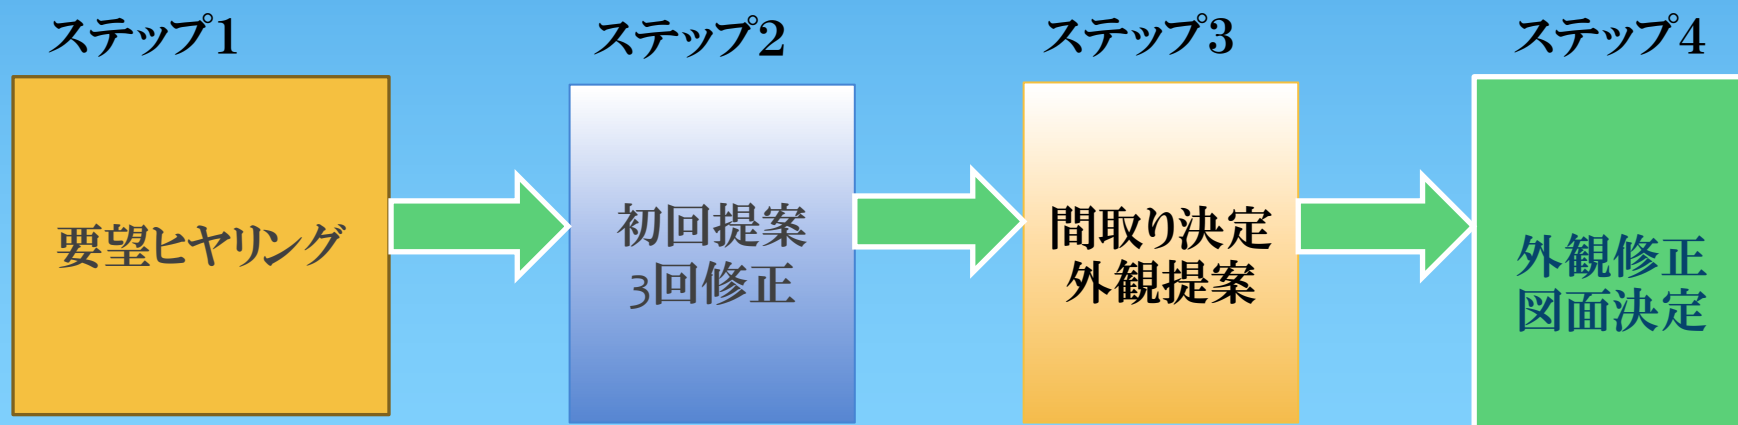 ステップ1
要望ヒヤリング
ステップ2
初回提案
3回修正
ステップ3
間取り決定
外観提案
ステップ4
外観修正
図面決定